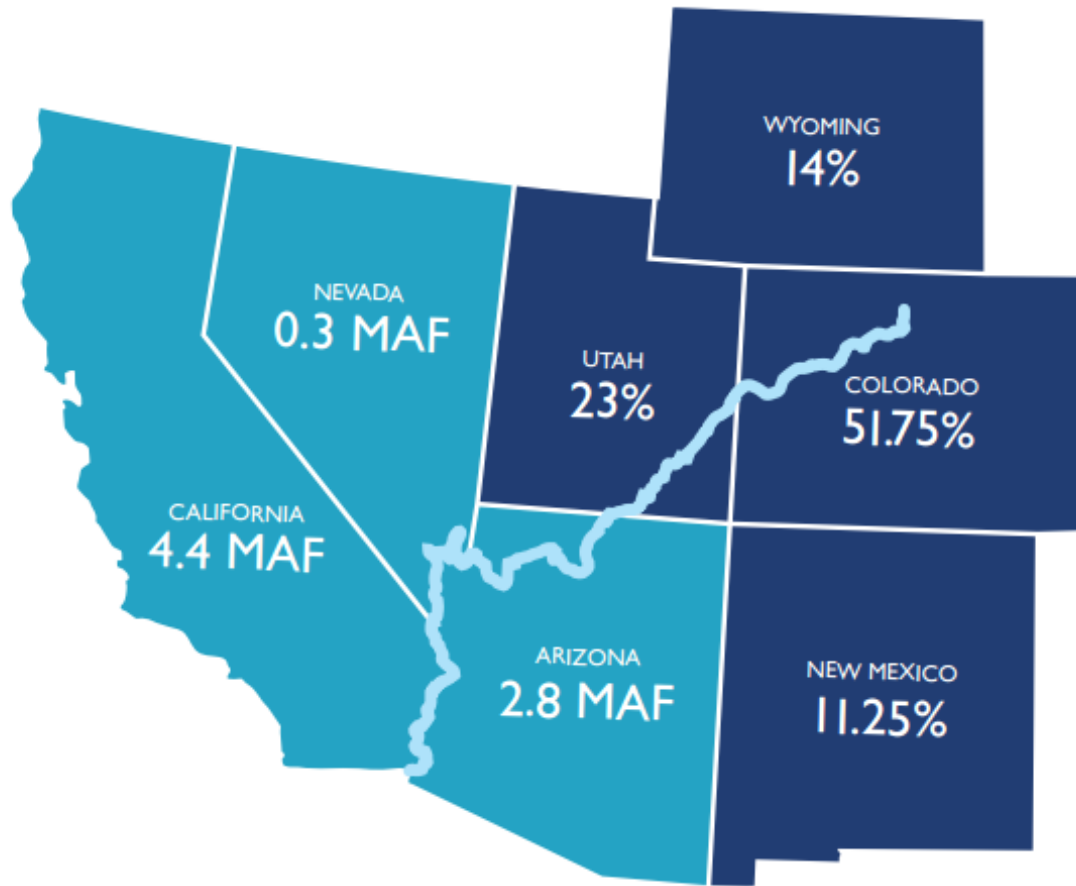 WYOMING
14%
NEVADA
0.3 MAF
UTAH
23%
COLORADO
51.75%
CALIFORNIA
4.4 MAF
ARIZONA
2.8 MAF
NEW MEXICO
11.25%